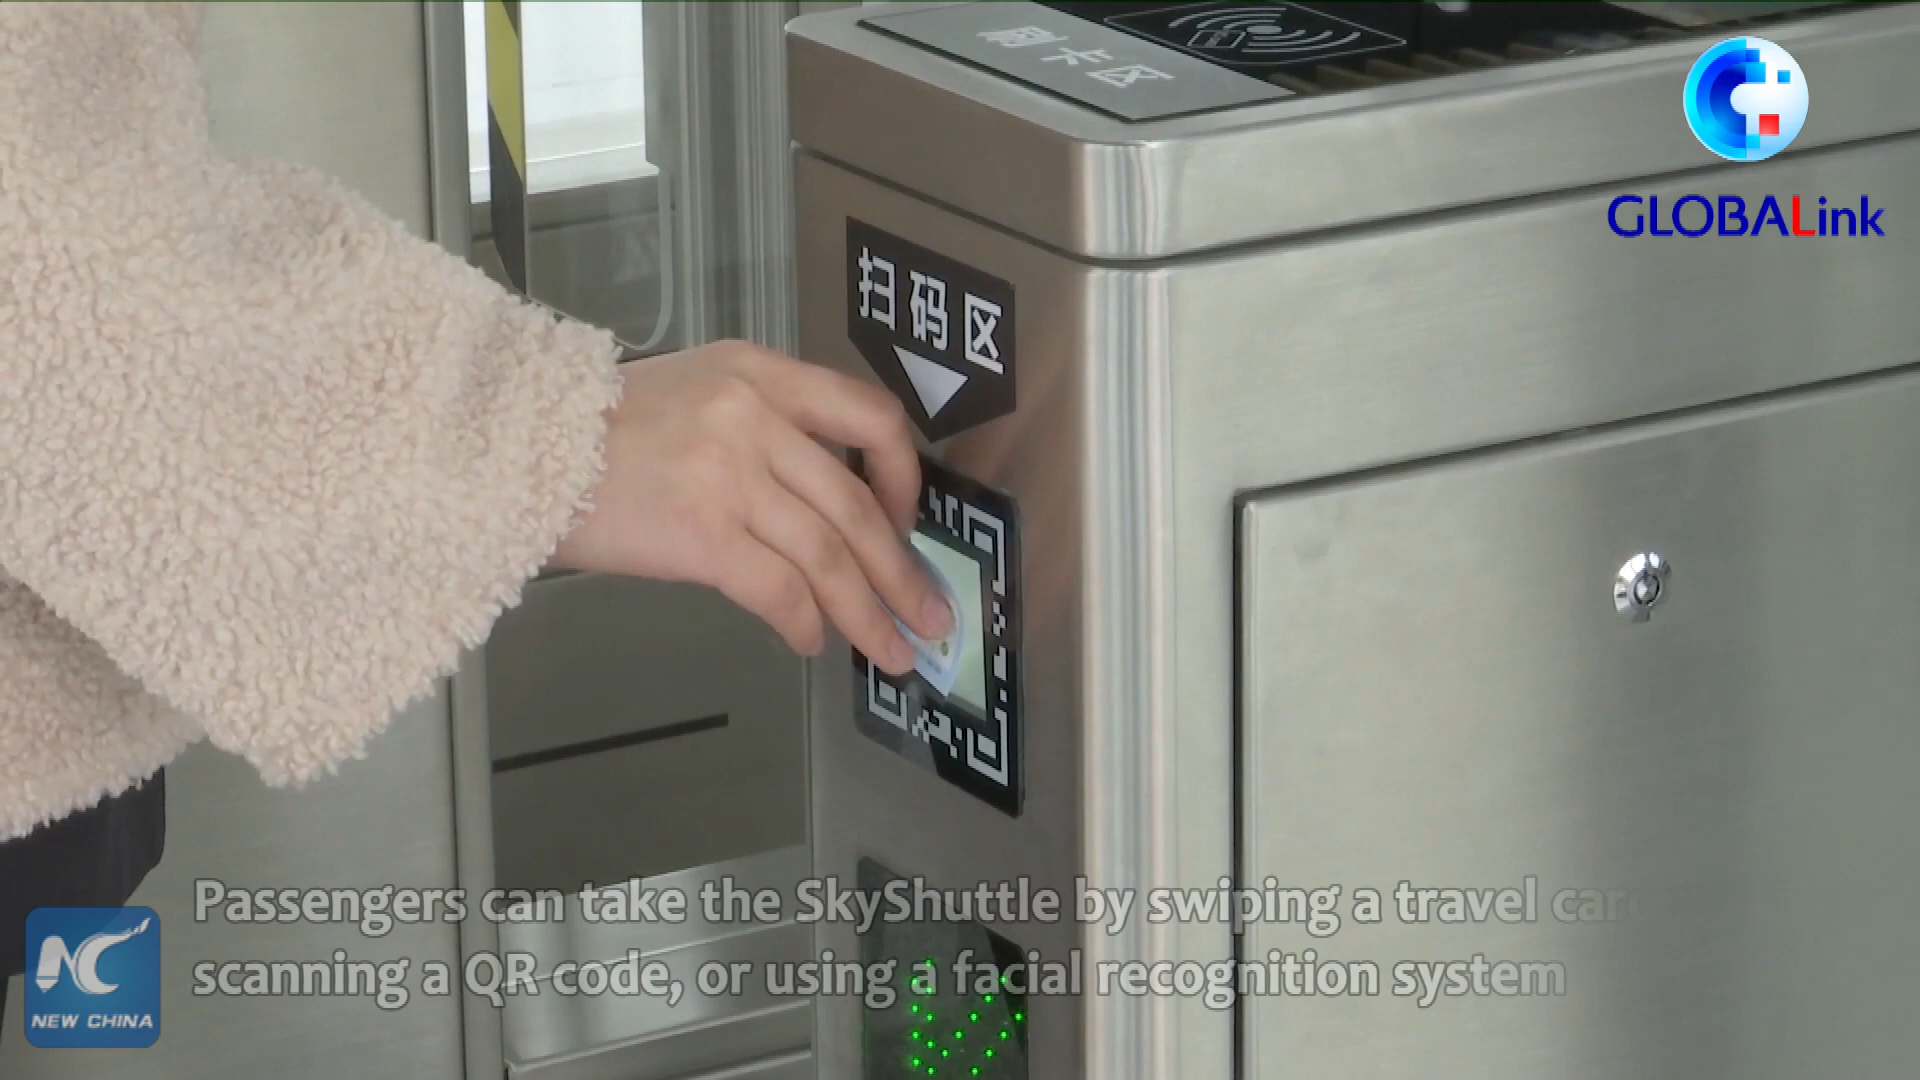 刷卡区
GLOBALink
扫码区
Passengers can take the SkyShuttle by swiping a travel card
scanning a QR code, or using a facial recognition system
NEW CHINA